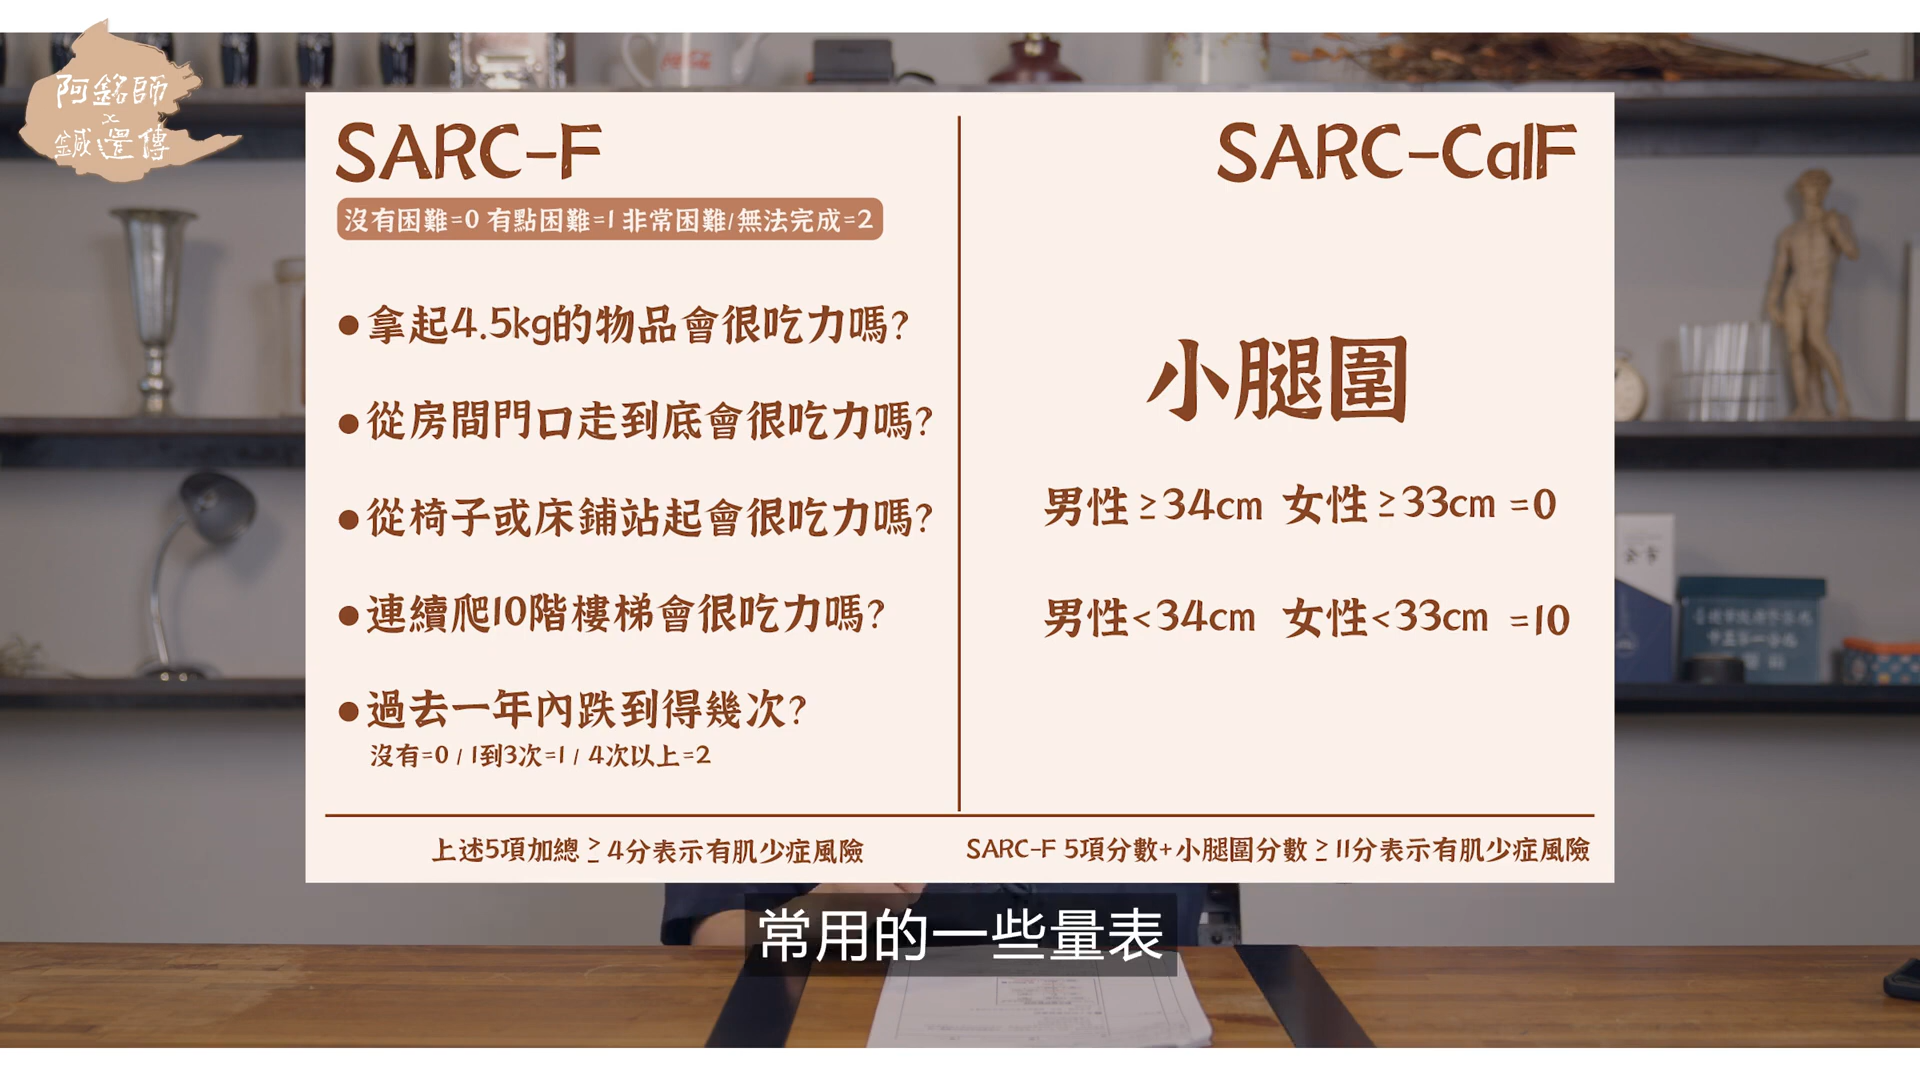 阿銘師
x
鍼灸傳
SARC-F
沒有困難=0 有點困難=1 非常困難/無法完成=2
●拿起4.5kg的物品會很吃力嗎?
●從房間門口走到底會很吃力嗎?
●從椅子或床鋪站起會很吃力嗎?
●連續爬10階樓梯會很吃力嗎?
●過去一年內跌到得幾次?
沒有=0 / 1到3次=1 / 4次以上=2
上述5項加總≥4分表示有肌少症風險
SARC-CalF
小腿圍
男性≥34cm 女性≥33cm =0
男性<34cm 女性<33cm =10
SARC-F 5項分數+小腿圍分數≥11分表示有肌少症風險
常用的一些量表